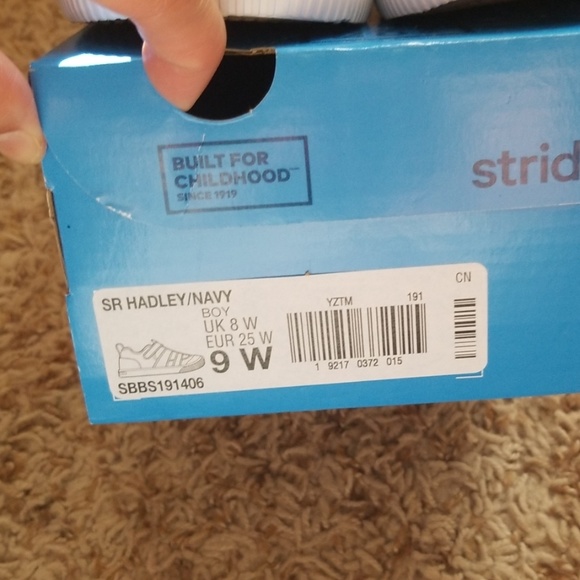 BUILT FOR
CHILDHOOD™
SINCE 1919
strid
SR HADLEY/NAVY
BOY
UK 8 W
EUR 25 W
9 W
SBBS191406
YZTM 191
1 9217 0372 015
CN